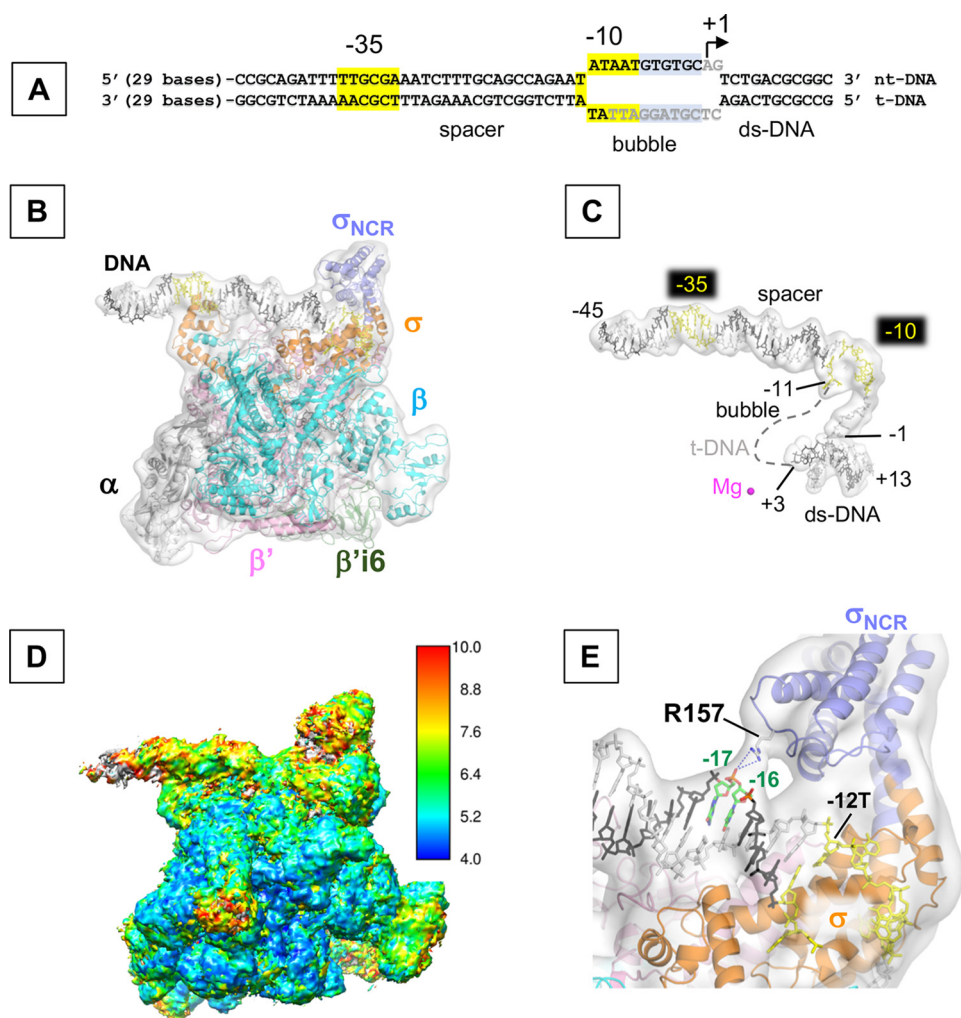 A
-35
-10
+1
ATAATGTGTGCAG
5' (29 bases)-CCGCAGATTTTTGCGAAATCTTTGCAGCCAGAAT
TCTGACGCGGC 3' nt-DNA
3' (29 bases)-GGCGTCTAAAAACGCTTTAGAAACGTCGGTCTTA
AGACTGCGCCG 5' t-DNA
TATTAGGATGCTC
spacer
bubble
ds-DNA
B
σNCR
DNA
σ
β
α
β'
β'i6
C
-35
spacer
-45
-10
-11
bubble
t-DNA
-1
Mg
+3
+13
ds-DNA
D
10.0
8.8
7.6
6.4
5.2
4.0
E
σNCR
R157
-17
-16
-12T
σ